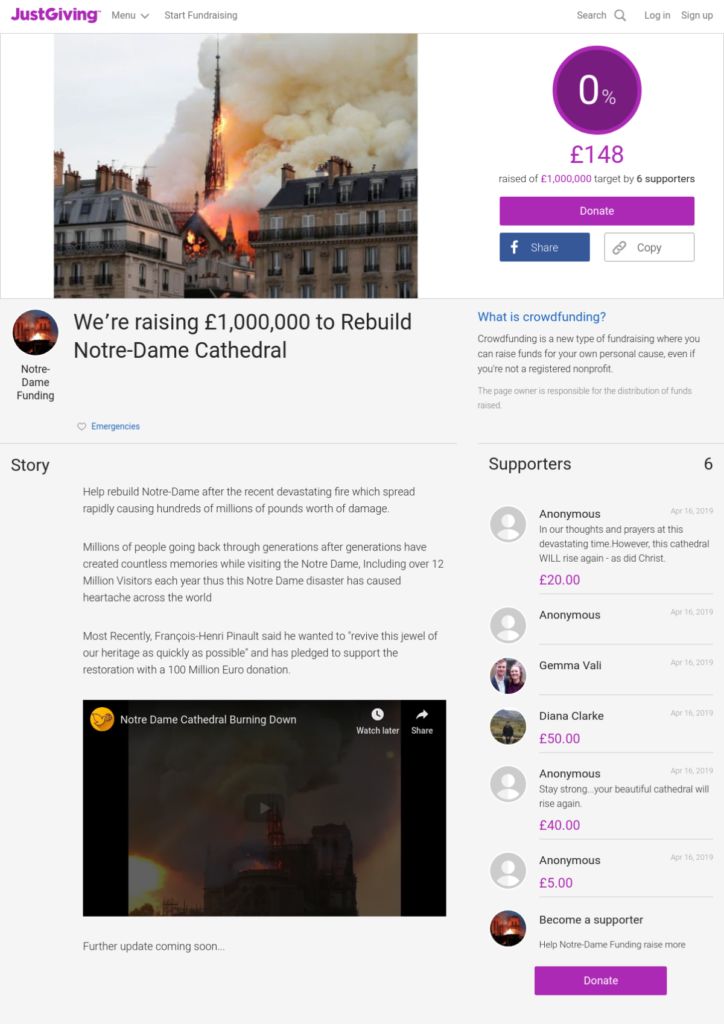 JustGiving™
Menu
Start Fundraising
Search
Log in
Sign up
0%
£148
raised of £1,000,000 target by 6 supporters
Donate
Share
Copy
Notre-
Dame
Funding
We’re raising £1,000,000 to Rebuild
Notre-Dame Cathedral
Emergencies
What is crowdfunding?
Crowdfunding is a new type of fundraising where you
can raise funds for your own personal cause, even if
you're not a registered nonprofit.
The page owner is responsible for the distribution of funds
raised.
Story
Help rebuild Notre-Dame after the recent devastating fire which spread
rapidly causing hundreds of millions of pounds worth of damage.
Millions of people going back through generations after generations have
created countless memories while visiting the Notre Dame, Including over 12
Million Visitors each year thus this Notre Dame disaster has caused
heartache across the world
Most Recently, François-Henri Pinault said he wanted to "revive this jewel of
our heritage as quickly as possible" and has pledged to support the
restoration with a 100 Million Euro donation.
Notre Dame Cathedral Burning Down
Watch later
Share
Further update coming soon...
Supporters
6
Anonymous
Apr 16, 2019
In our thoughts and prayers at this
devastating time.However, this cathedral
WILL rise again - as did Christ.
£20.00
Anonymous
Apr 16, 2019
Gemma Vali
Apr 16, 2019
Diana Clarke
Apr 16, 2019
£50.00
Anonymous
Apr 16, 2019
Stay strong...your beautiful cathedral will
rise again.
£40.00
Anonymous
Apr 16, 2019
£5.00
Become a supporter
Help Notre-Dame Funding raise more
Donate